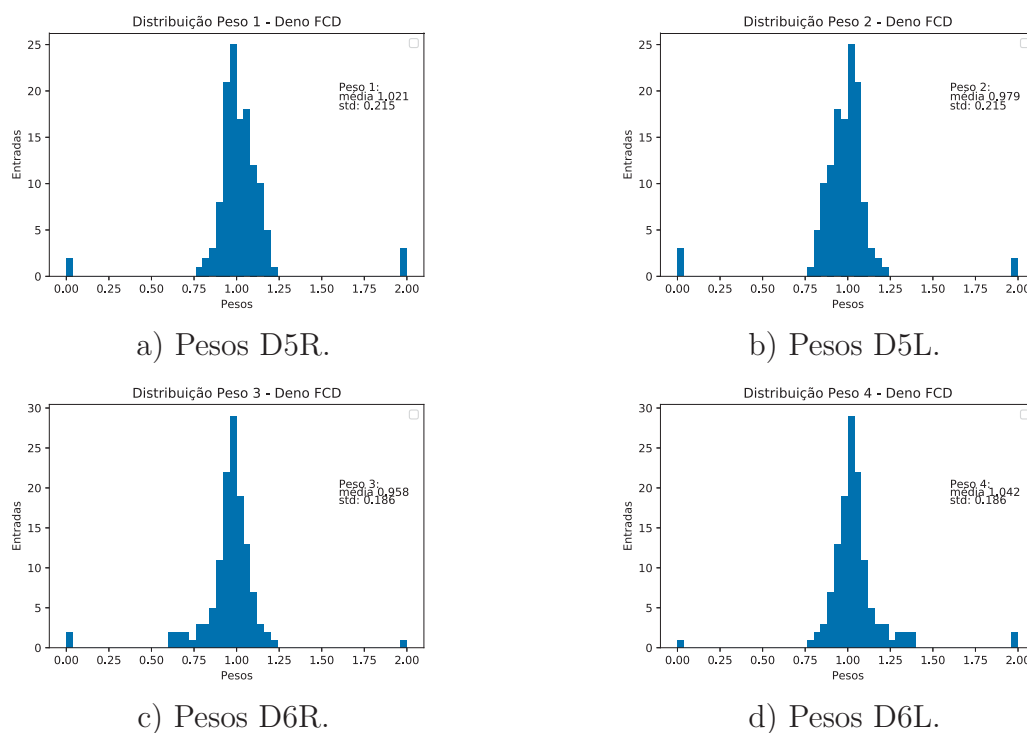 Distribuição Peso 1 - Deno FCD
25
20
15
10
5
0
Entradas
Peso 1:
média 1.021
std: 0.215
0.00 0.25 0.50 0.75 1.00 1.25 1.50 1.75 2.00
Pesos
a) Pesos D5R.
Distribuição Peso 2 - Deno FCD
25
20
15
10
5
0
Entradas
Peso 2:
média 0.979
std: 0.215
0.00 0.25 0.50 0.75 1.00 1.25 1.50 1.75 2.00
Pesos
b) Pesos D5L.
Distribuição Peso 3 - Deno FCD
30
25
20
15
10
5
0
Entradas
Peso 3:
média 0.958
std: 0.186
0.00 0.25 0.50 0.75 1.00 1.25 1.50 1.75 2.00
Pesos
c) Pesos D6R.
Distribuição Peso 4 - Deno FCD
30
25
20
15
10
5
0
Entradas
Peso 4:
média 1.042
std: 0.186
0.00 0.25 0.50 0.75 1.00 1.25 1.50 1.75 2.00
Pesos
d) Pesos D6L.